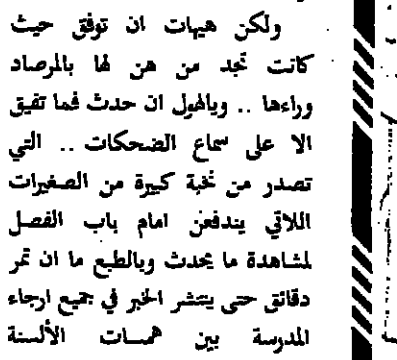 ولكن هيهات ان توفق حيث
كانت تجد من هن لها بالمرصاد
وراءها .. وبالهول ان حدث فما تفيق
الا على سماع الضحكات .. التي
تصدر من نخبة كبيرة من الصغيرات
اللاتي يندفعن امام باب الفصل
لمشاهدة ما يحدث وبالطبع ما ان تمر
دقائق حتى ينتشر الخبر في جميع ارجاء
المدرسة بين همسات الألسنة